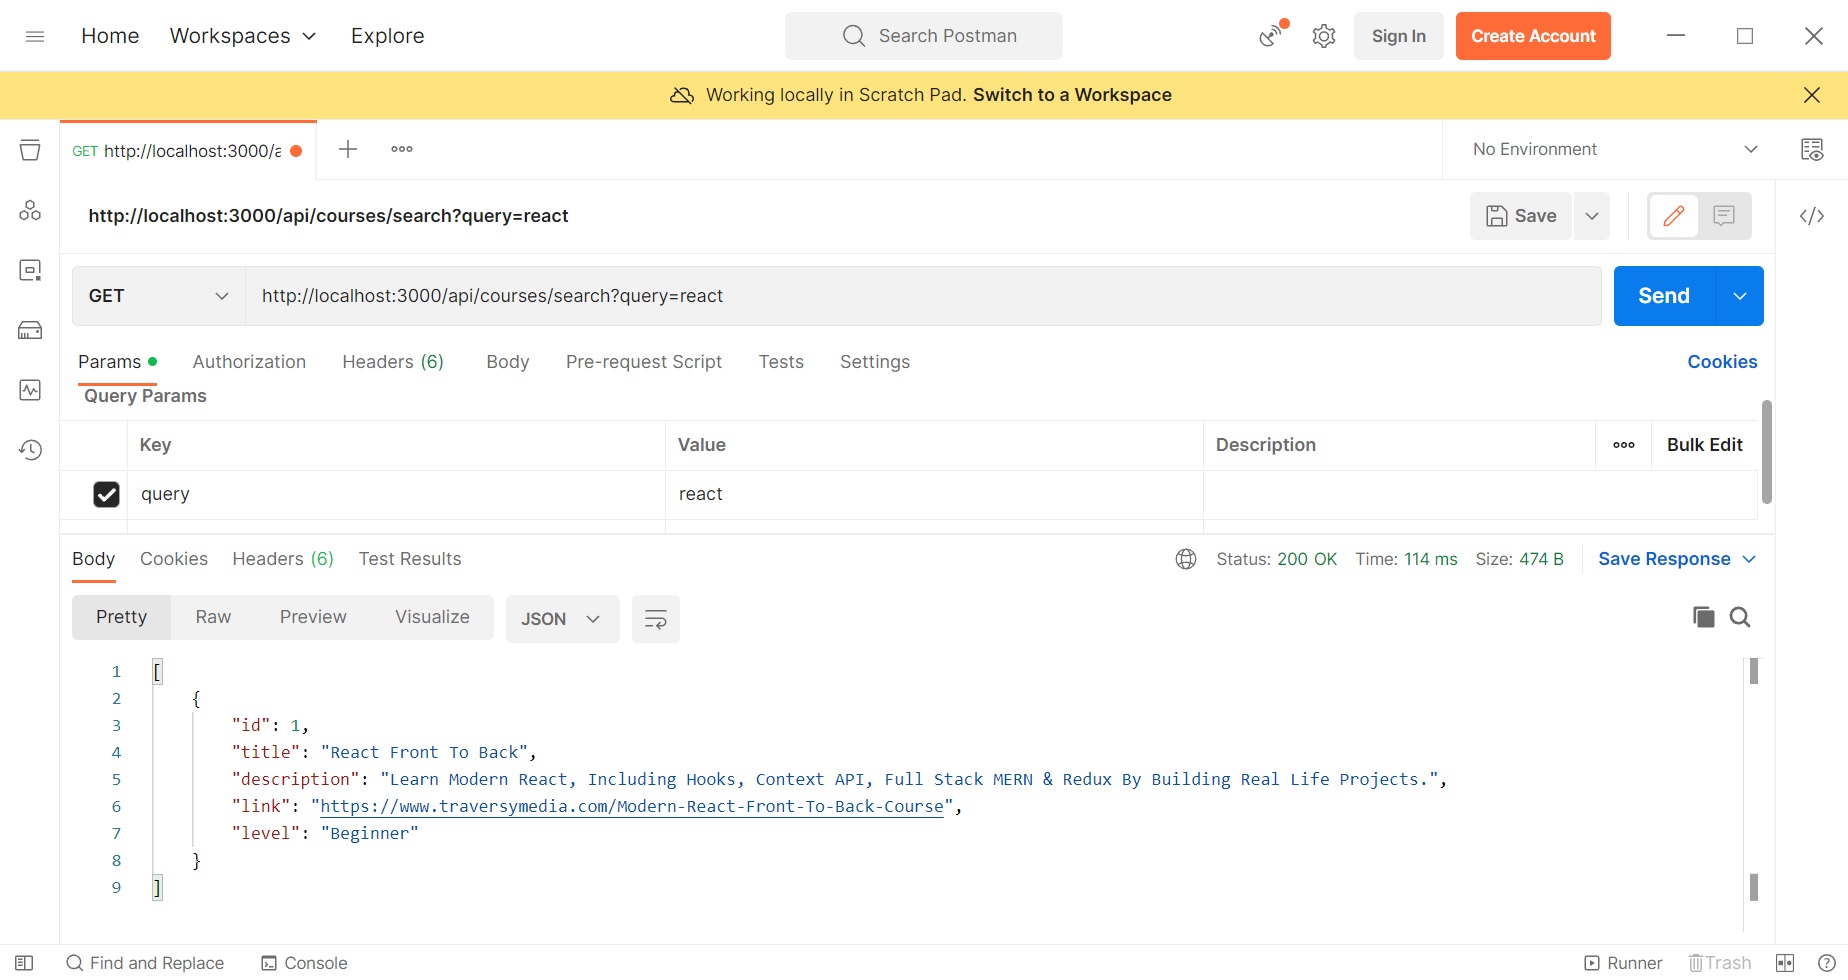 Home Workspaces Explore Search Postman Sign In Create Account
Working locally in Scratch Pad. Switch to a Workspace
GET http://localhost:3000/a No Environment
http://localhost:3000/api/courses/search?query=react Save
GET http://localhost:3000/api/courses/search?query=react Send
Params Authorization Headers (6) Body Pre-request Script Tests Settings Cookies
Query Params
Key Value Description Bulk Edit
query react
Body Cookies Headers (6) Test Results Status: 200 OK Time: 114 ms Size: 474 B Save Response
Pretty Raw Preview Visualize JSON
1 [
2 {
3 "id": 1,
4 "title": "React Front To Back",
5 "description": "Learn Modern React, Including Hooks, Context API, Full Stack MERN & Redux By Building Real Life Projects.",
6 "link": "https://www.traversymedia.com/Modern-React-Front-To-Back-Course",
7 "level": "Beginner"
8 }
9 ]
Find and Replace Console Runner Trash